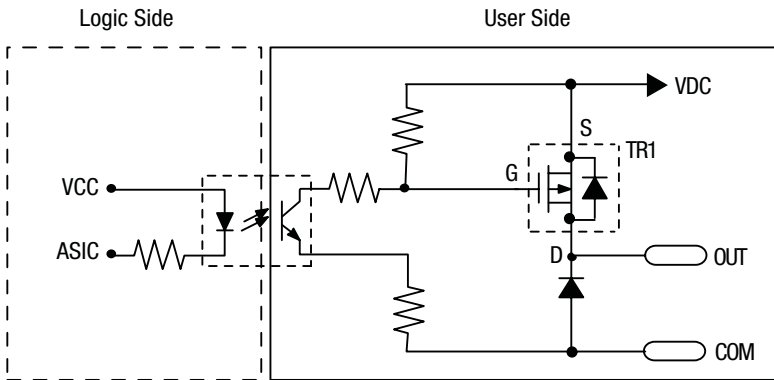 Logic Side
User Side
VDC
S
TR1
G
VCC
ASIC
D
OUT
COM